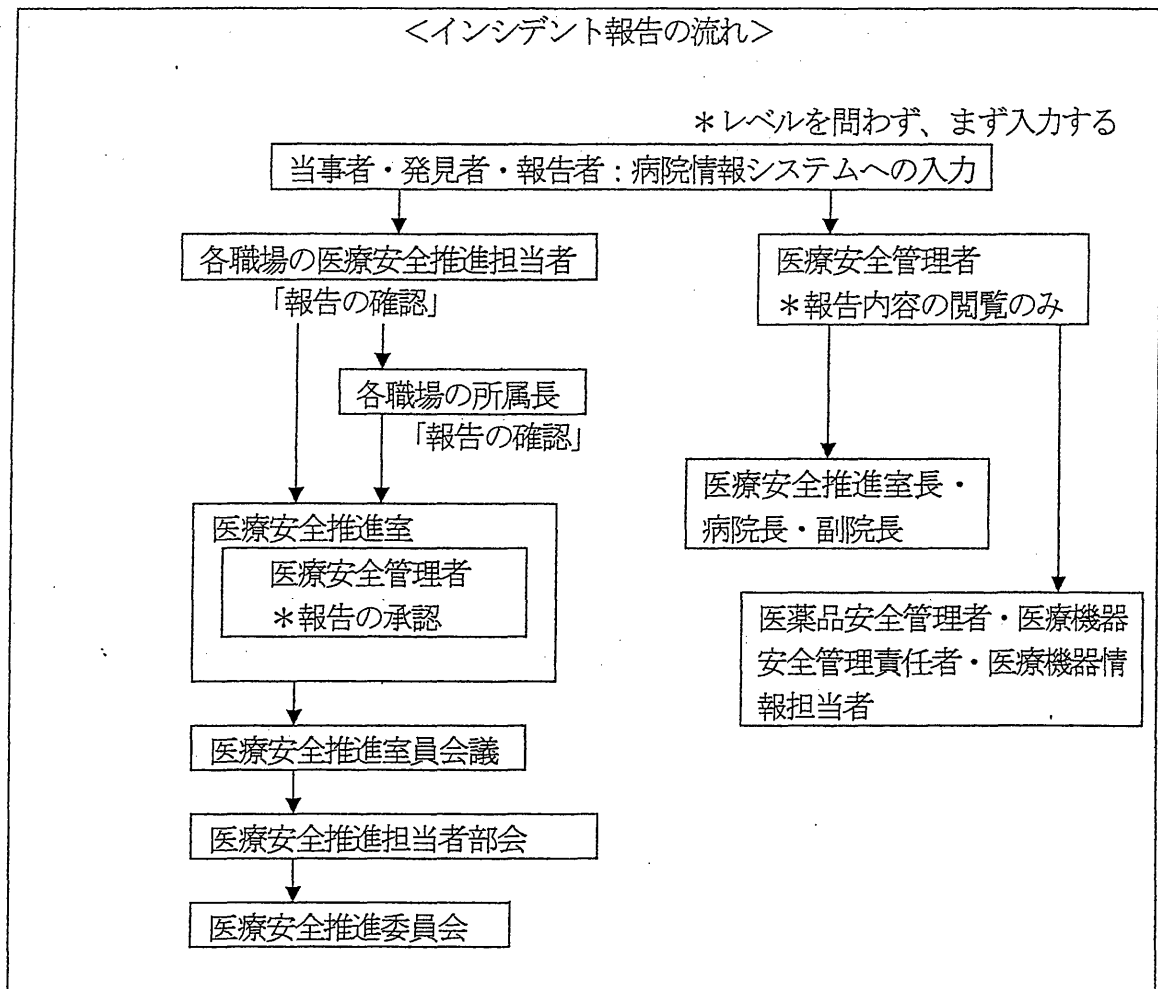 ＜インシデント報告の流れ＞
＊レベルを問わず、まず入力する
当事者・発見者・報告者：病院情報システムへの入力
各職場の医療安全推進担当者
「報告の確認」
各職場の所属長
「報告の確認」
医療安全推進室
医療安全管理者
＊報告の承認
医療安全推進室員会議
医療安全推進担当者部会
医療安全推進委員会
医療安全管理者
＊報告内容の閲覧のみ
医療安全推進室長・
病院長・副院長
医薬品安全管理者・医療機器
安全管理責任者・医療機器情
報担当者